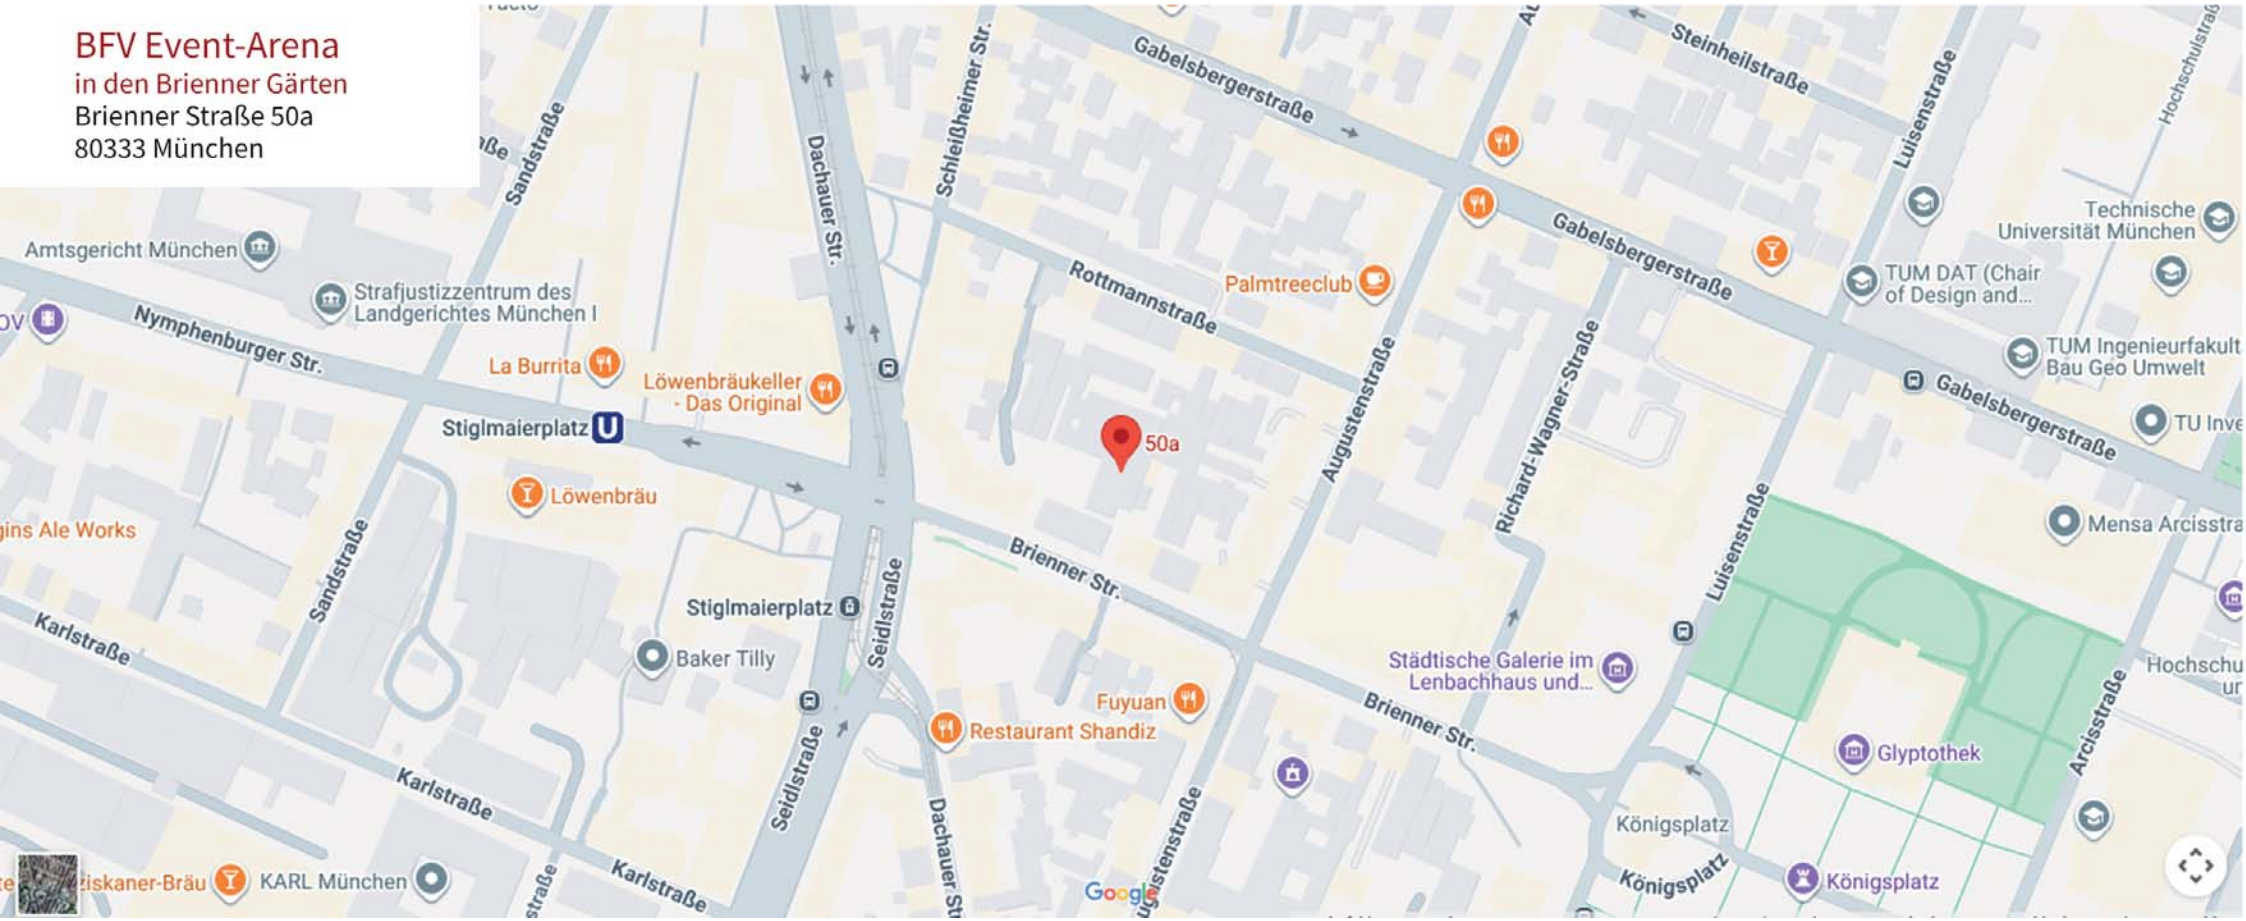 BFV Event-Arena
in den Brienner Gärten
Brienner Straße 50a
80333 München
Gabelsbergerstraße
Steinheilstraße
Luisenstraße
Hochschulstraß
Schleißheimer Str.
Sandstraße
aße
Dachauer Str.
Amtsgericht München
Strafjustizzentrum des
Landgerichtes München I
Nymphenburger Str.
La Burrita
Löwenbräukeller
- Das Original
Stiglmaierplatz U
Löwenbräu
Rottmannstraße
Palmtreeclub
Gabelsbergerstraße
Technische
Universität München
TUM DAT (Chair
of Design and...
TUM Ingenieurfakult
Bau Geo Umwelt
Gabelsbergerstraße
TU Inve
Augustenstraße
Richard-Wagner-Straße
50a
Mensa Arcisstra
gins Ale Works
Sandstraße
Karlstraße
Brienner Str.
Luisenstraße
Stiglmaierplatz
Seidlstraße
Baker Tilly
Städtische Galerie im
Lenbachhaus und...
Hochschu
ur
Fuyuan
Restaurant Shandiz
Brienner Str.
Glyptothek
Arcisstraße
Seidlstraße
Karlstraße
Dachauer Str
Königsplatz
Königsplatz
Königsplatz
ziskaner-Bräu
KARL München
straße
Karlstraße
Google
ugustenstraße